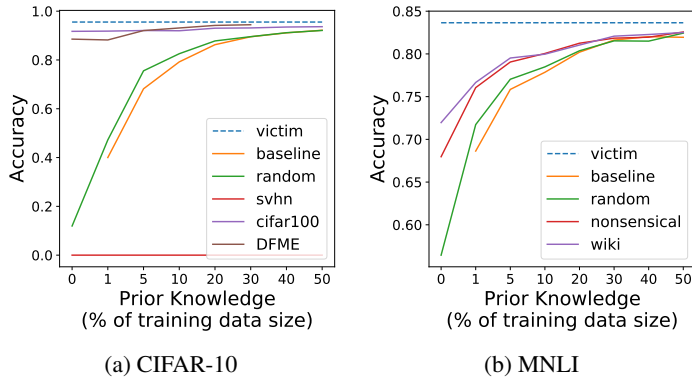 Accuracy
1.0
0.8
0.6
0.4
0.2
0.0
victim
baseline
random
svhn
cifar100
DFME
0 1 5 10 20 30 40 50
Prior Knowledge
(% of training data size)
(a) CIFAR-10
Accuracy
0.85
0.80
0.75
0.70
0.65
0.60
victim
baseline
random
nonsensical
wiki
0 1 5 10 20 30 40 50
Prior Knowledge
(% of training data size)
(b) MNLI